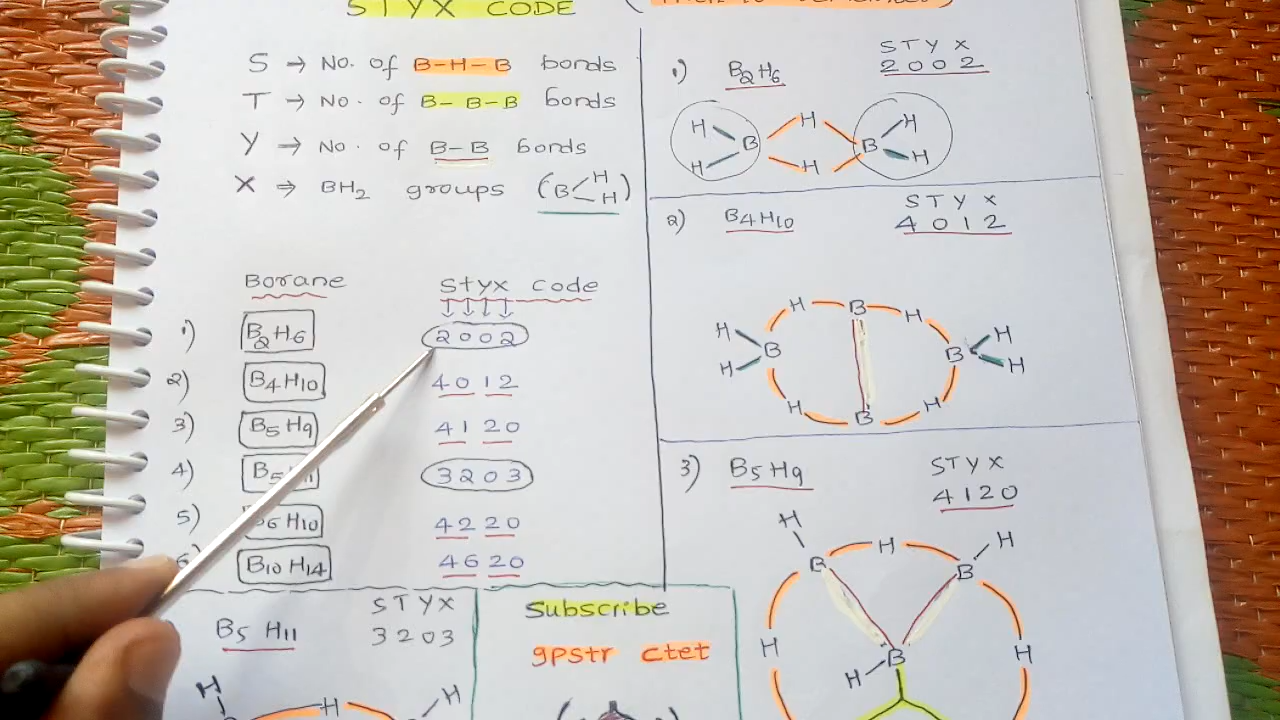 STYX CODE
S → No. of B-H-B bonds
T → No. of B-B-B bonds
Y → No. of B-B bonds
X → BH2 groups (B H H)
Borane Styx code
1) B2H6 2002
2) B4H10 4012
3) B5H9 4120
4) 3203
5) B6H10 4220
6) B10H14 4620
B5H11 STYX
3203
H H H
Subscribe
gpstr ctet
1) B2H6 STYX
2002
H H H
B B
H H H
2) B4H10 STYX
4012
H B H
H H
B B
H H
H H
B
3) B5H9 STYX
4120
H H H
B B
H B H
H